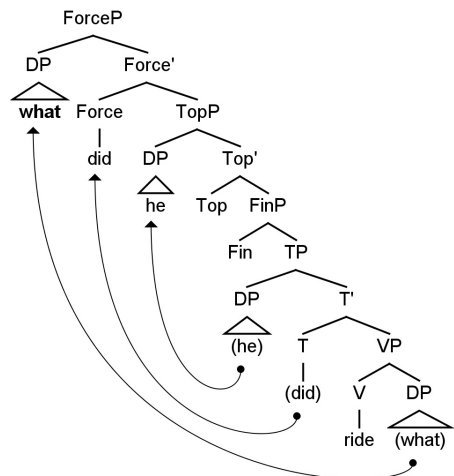 ForceP
DP Force'
what Force TopP
did DP Top'
he Top FinP
Fin TP
DP T'
(he) T VP
(did) V DP
ride (what)